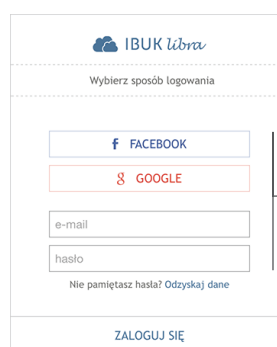 IBUK libra
Wybierz sposób logowania
f FACEBOOK
g GOOGLE
e-mail
hasło
Nie pamiętasz hasła? Odzyskaj dane
ZALOGUJ SIĘ